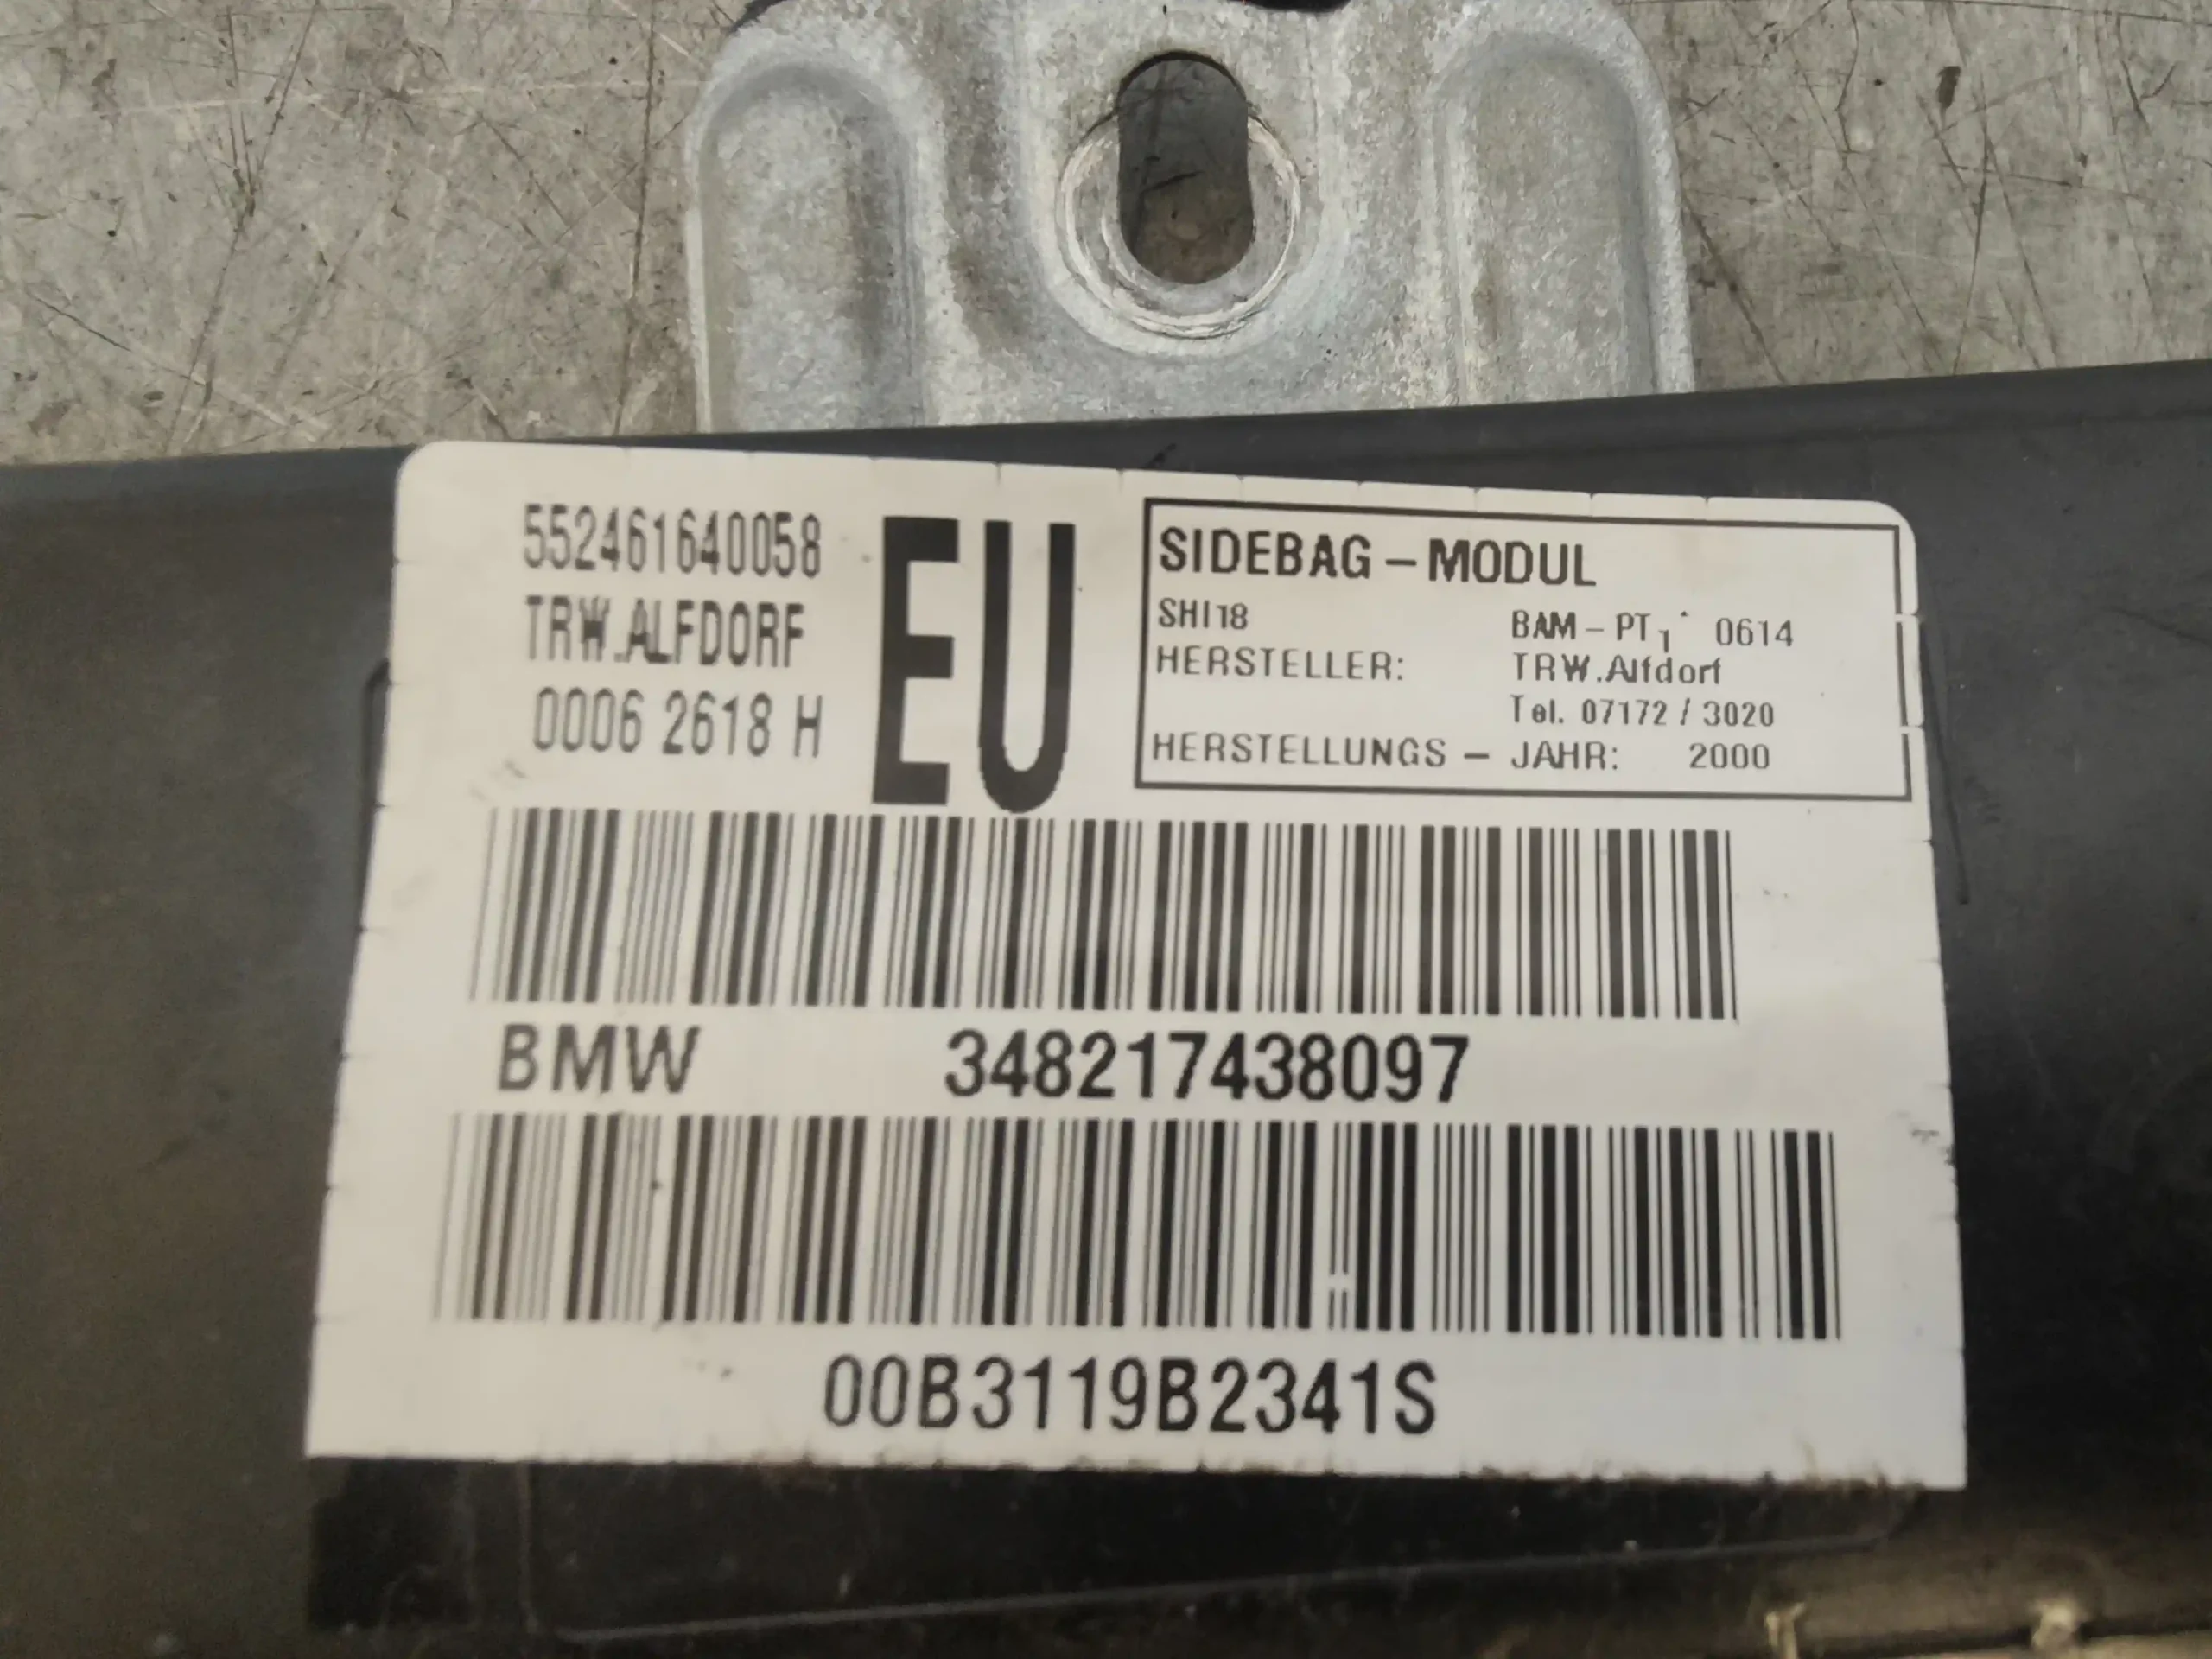 552461640058
TRW.ALFDORF
0006 2618 H
EU
SIDEBAG-MODUL
SHI18
BAM-PT1 0614
HERSTELLER: TRW.Alfdorf
Tel. 07172 / 3020
HERSTELLUNGS - JAHR: 2000
BMW 348217438097
00B3119B2341S